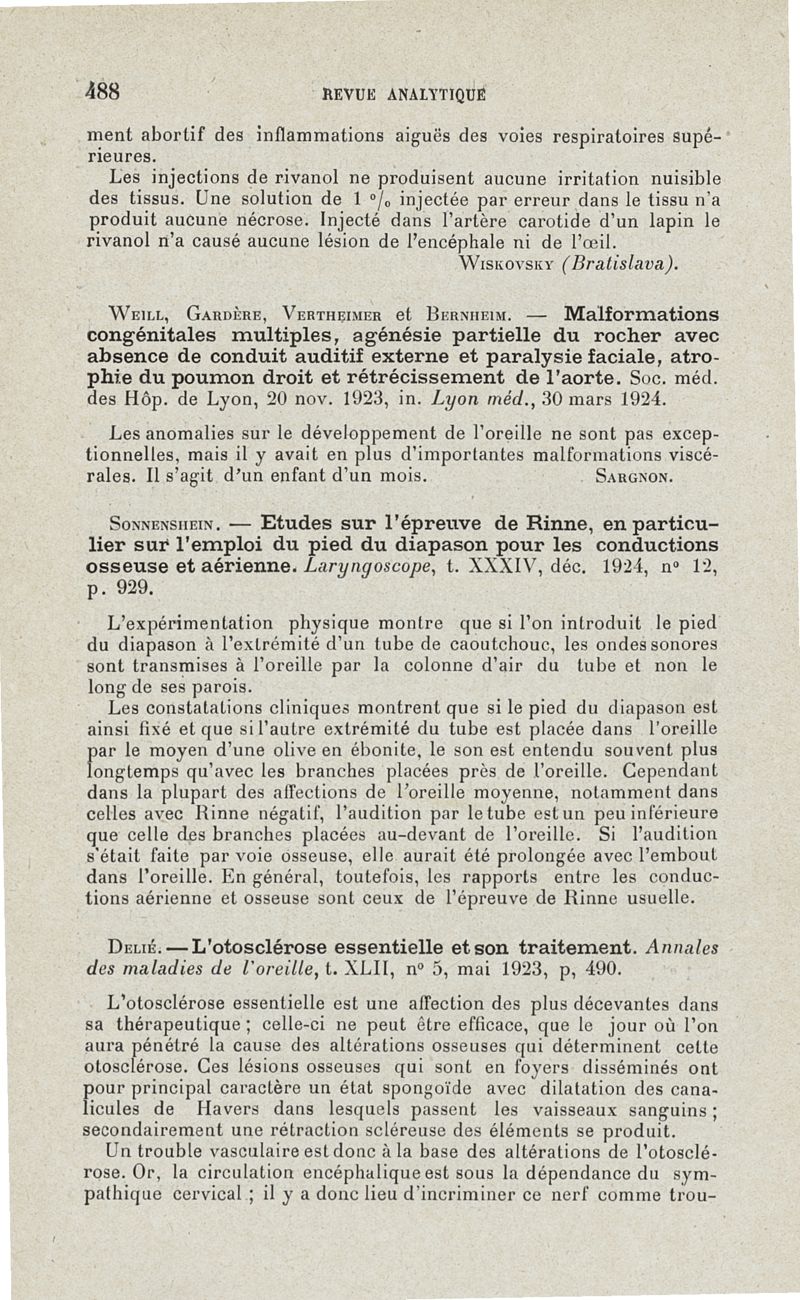 488 REVUE ANALYTIQUE
ment abortif des inflammations aiguës des voies respiratoires supé-
rieures.
Les injections de rivanol ne produisent aucune irritation nuisible
des tissus. Une solution de 1 °/o injectée par erreur dans le tissu n'a
produit aucune nécrose. Injecté dans l'artère carotide d'un lapin le
rivanol n'a causé aucune lésion de l'encéphale ni de l'œil.
WISKOVSKY (Bratislava).
WEILL, GARDÈRE, VERTHEIMER et BERNHEIM. — Malformations
congénitales multiples, agénésie partielle du rocher avec
absence de conduit auditif externe et paralysie faciale, atro-
phie du poumon droit et rétrécissement de l'aorte. Soc. méd.
des Hôp. de Lyon, 20 nov. 1923, in. Lyon méd., 30 mars 1924.
Les anomalies sur le développement de l'oreille ne sont pas excep-
tionnelles, mais il y avait en plus d'importantes malformations viscé-
rales. Il s'agit d'un enfant d'un mois. SARGNON.
SONNENSHEIN. — Etudes sur l'épreuve de Rinne, en particu-
lier sur l'emploi du pied du diapason pour les conductions
osseuse et aérienne. Laryngoscope, t. XXXIV, déc. 1924, n° 12,
p. 929.
L'expérimentation physique montre que si l'on introduit le pied
du diapason à l'extrémité d'un tube de caoutchouc, les ondes sonores
sont transmises à l'oreille par la colonne d'air du tube et non le
long de ses parois.
Les constatations cliniques montrent que si le pied du diapason est
ainsi fixé et que si l'autre extrémité du tube est placée dans l'oreille
par le moyen d'une olive en ébonite, le son est entendu souvent plus
longtemps qu'avec les branches placées près de l'oreille. Cependant
dans la plupart des affections de l'oreille moyenne, notamment dans
celles avec Rinne négatif, l'audition par le tube est un peu inférieure
que celle des branches placées au-devant de l'oreille. Si l'audition
s'était faite par voie osseuse, elle aurait été prolongée avec l'embout
dans l'oreille. En général, toutefois, les rapports entre les conduc-
tions aérienne et osseuse sont ceux de l'épreuve de Rinne usuelle.
DELIÉ. — L'otosclérose essentielle et son traitement. Annales
des maladies de l'oreille, t. XLII, n° 5, mai 1923, p, 490.
L'otosclérose essentielle est une affection des plus décevantes dans
sa thérapeutique ; celle-ci ne peut être efficace, que le jour où l'on
aura pénétré la cause des altérations osseuses qui déterminent cette
otosclérose. Ces lésions osseuses qui sont en foyers disséminés ont
pour principal caractère un état spongoïde avec dilatation des cana-
licules de Havers dans lesquels passent les vaisseaux sanguins ;
secondairement une rétraction scléreuse des éléments se produit.
Un trouble vasculaire est donc à la base des altérations de l'otosclé-
rose. Or, la circulation encéphalique est sous la dépendance du sym-
pathique cervical ; il y a donc lieu d'incriminer ce nerf comme trou-